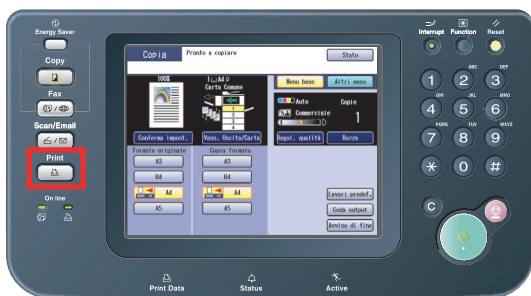 Energy Saver
Copy
Fax
Scan/Email
Print
On line
Copia
Pronto a copiare
Stato
100%
1 A4
Carta Comune
Menu base
Altri menu
Auto
Copie
Commerciale
1
Conferma impost.
Vass. Uscita/Carta
Regol. qualità
Bozza
Formato originale
Copia formato
A3
A3
B4
B4
A4
A4
A5
A5
Lavori predef.
Coda output
Avviso di fine
Interrupt
Function
Reset
1
ABC
2
DEF
3
GHI
4
JKL
5
MNO
6
PQRS
7
TUV
8
WXYZ
9
*
0
#
C
Print Data
Status
Active